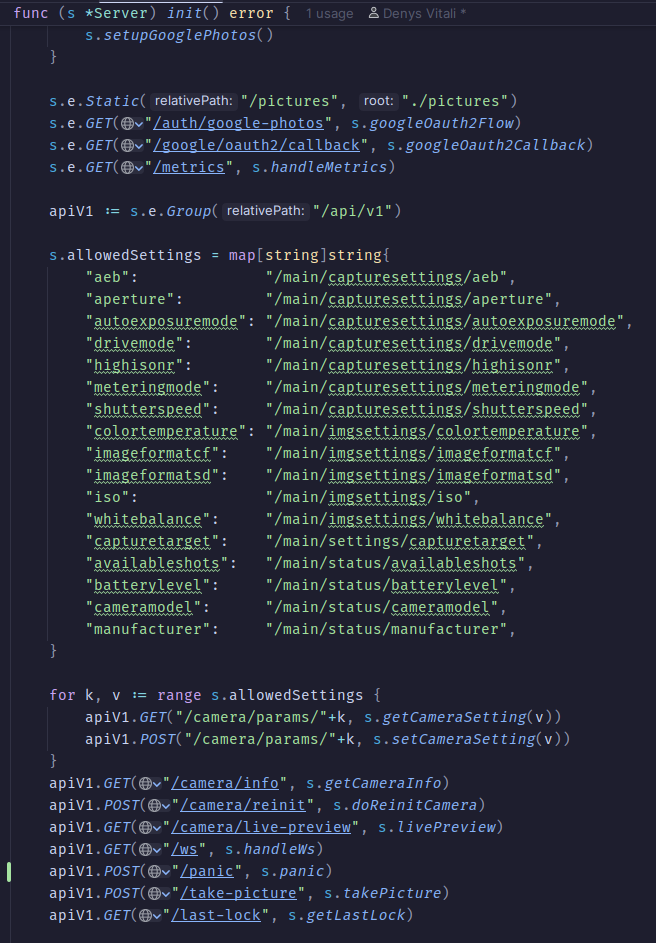 func (s *Server) init() error { 1 usage Denys Vitali *
s.setupGooglePhotos()
}
s.e.Static( relativePath: "/pictures", root: "./pictures")
s.e.GET("/auth/google-photos", s.googleOauth2Flow)
s.e.GET("/google/oauth2/callback", s.googleOauth2Callback)
s.e.GET("/metrics", s.handleMetrics)
apiV1 := s.e.Group( relativePath: "/api/v1")
s.allowedSettings = map[string]string{
"aeb": "/main/capturesettings/aeb",
"aperture": "/main/capturesettings/aperture",
"autoexposuremode": "/main/capturesettings/autoexposuremode",
"drivemode": "/main/capturesettings/drivemode",
"highisonr": "/main/capturesettings/highisonr",
"meteringmode": "/main/capturesettings/meteringmode",
"shutterspeed": "/main/capturesettings/shutterspeed",
"colortemperature": "/main/imgsettings/colortemperature",
"imageformatcf": "/main/imgsettings/imageformatcf",
"imageformatsd": "/main/imgsettings/imageformatsd",
"iso": "/main/imgsettings/iso",
"whitebalance": "/main/imgsettings/whitebalance",
"capturetarget": "/main/settings/capturetarget",
"availableshots": "/main/status/availableshots",
"batterylevel": "/main/status/batterylevel",
"cameramodel": "/main/status/cameramodel",
"manufacturer": "/main/status/manufacturer",
}
for k, v := range s.allowedSettings {
apiV1.GET("/camera/params/"+k, s.getCameraSetting(v))
apiV1.POST("/camera/params/"+k, s.setCameraSetting(v))
}
apiV1.GET("/camera/info", s.getCameraInfo)
apiV1.POST("/camera/reinit", s.doReinitCamera)
apiV1.GET("/camera/live-preview", s.livePreview)
apiV1.GET("/ws", s.handleWs)
apiV1.POST("/panic", s.panic)
apiV1.POST("/take-picture", s.takePicture)
apiV1.GET("/last-lock", s.getLastLock)